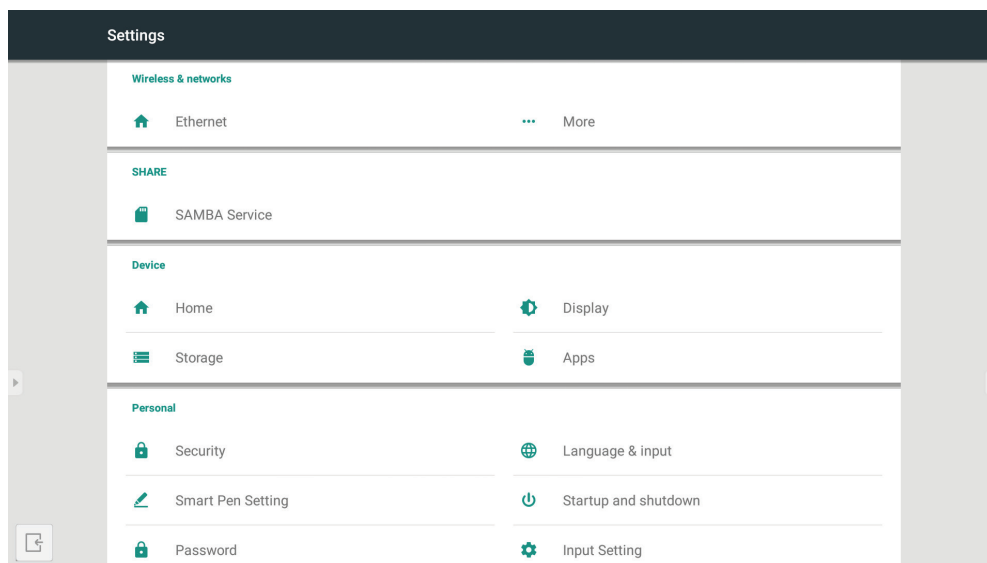 Settings
Wireless & networks
Ethernet
More
SHARE
SAMBA Service
Device
Home
Display
Storage
Apps
Personal
Security
Language & input
Smart Pen Setting
Startup and shutdown
Password
Input Setting